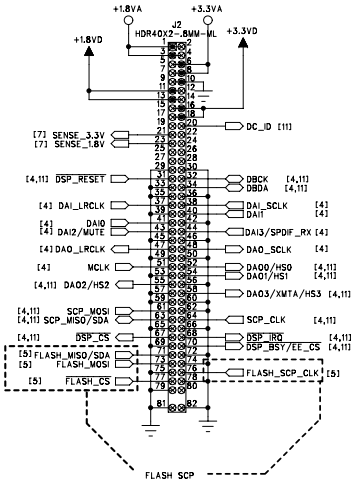 +1.8VA +3.3VA
J2
HDR40X2-.8MM-ML
+1.8VD +3.3VD
1 2
3 4
5 6
7 8
9 10
11 12
13 14
15 16
17 18
19 20 DC_ID [11]
[7] SENSE_3.3V 21 22
[7] SENSE_1.8V 23 24
25 26
27 28
29 30
[4,11] DSP_RESET 31 32 DBCK [4,11]
33 34 DBDA [4,11]
35 36
[4] DAI_LRCLK 37 38 DAI_SCLK [4]
39 40 DAI1 [4]
[4] DAI0 41 42
[4] DAI2/MUTE 43 44 DAI3/SPDIF_RX [4]
45 46
[4] DAO_LRCLK 47 48 DAO_SCLK [4]
49 50
[4] MCLK 51 52 DAO0/HS0 [4,11]
53 54 DAO1/HS1 [4,11]
[4,11] DAO2/HS2 55 56
57 58 DAO3/XMTA/HS3 [4,11]
59 60
[4,11] SCP_MOSI 61 62
[4,11] SCP_MISO/SDA 63 64 SCP_CLK [4,11]
65 66
[4,11] DSP_CS 67 68 DSP_IRQ [4,11]
69 70 DSP_BSY/EE_CS [4,11]
[5] FLASH_MISO/SDA 71 72
[5] FLASH_MOSI 73 74
75 76 FLASH_SCP_CLK [5]
[5] FLASH_CS 77 78
79 80
81 82
FLASH SCP